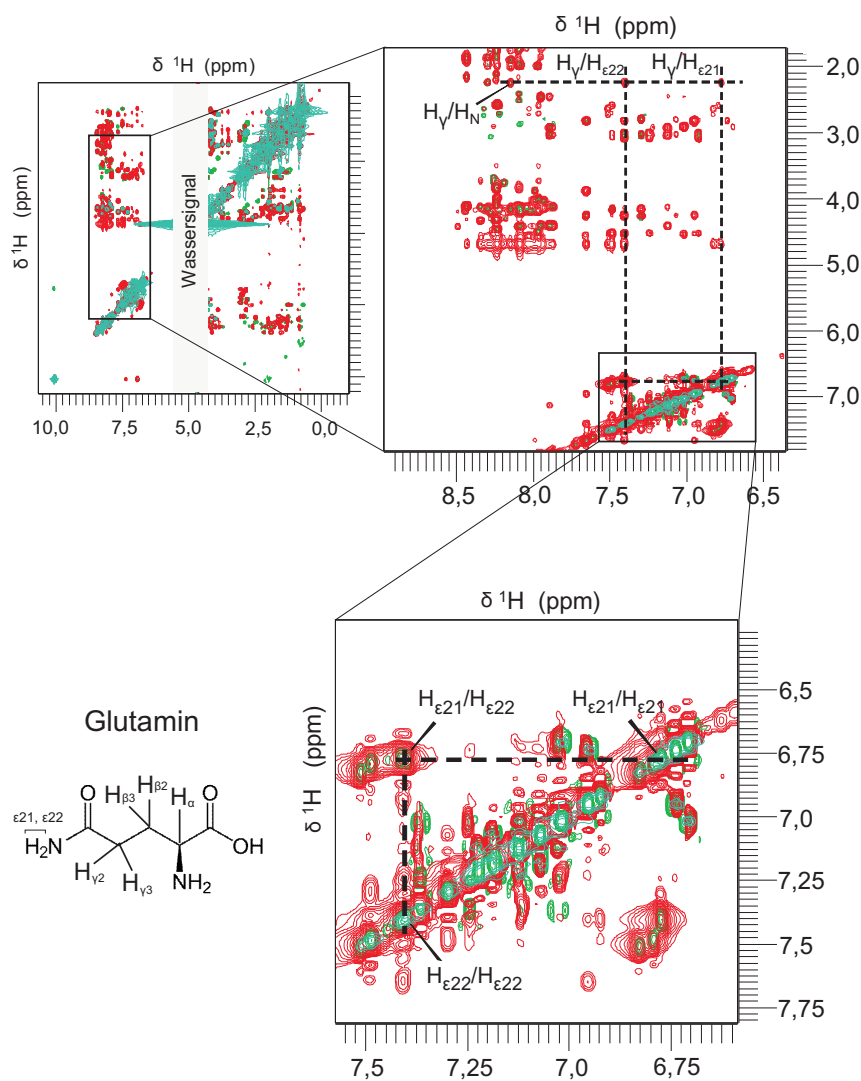 δ ¹H (ppm)
Hγ/Hε22
Hγ/Hε21
Hγ/HN
2,0
3,0
4,0
5,0
6,0
7,0
δ ¹H (ppm)
8,5 8,0 7,5 7,0 6,5
δ ¹H (ppm)
Wassersignal
δ ¹H (ppm)
10,0 7,5 5,0 2,5 0,0
δ ¹H (ppm)
Hε21/Hε22
Hε21/Hε21
Hε22/Hε22
δ ¹H (ppm)
6,5
6,75
7,0
7,25
7,5
7,75
7,5 7,25 7,0 6,75
Glutamin
O
Hβ3
Hβ2
Hα
O
ε21, ε22
H₂N
OH
Hγ2
Hγ3
NH₂